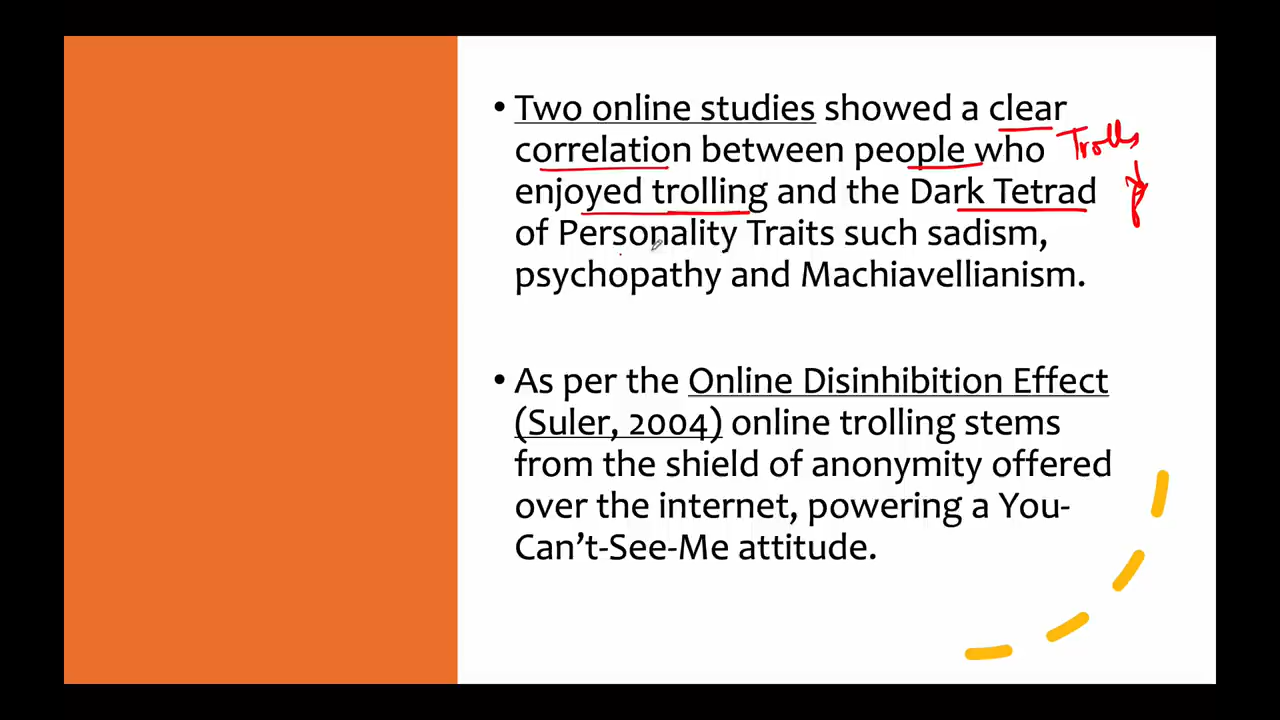 • Two online studies showed a clear
correlation between people who
Trolls
enjoyed trolling and the Dark Tetrad
of Personality Traits such sadism,
psychopathy and Machiavellianism.
• As per the Online Disinhibition Effect
(Suler, 2004) online trolling stems
from the shield of anonymity offered
over the internet, powering a You-
Can’t-See-Me attitude.